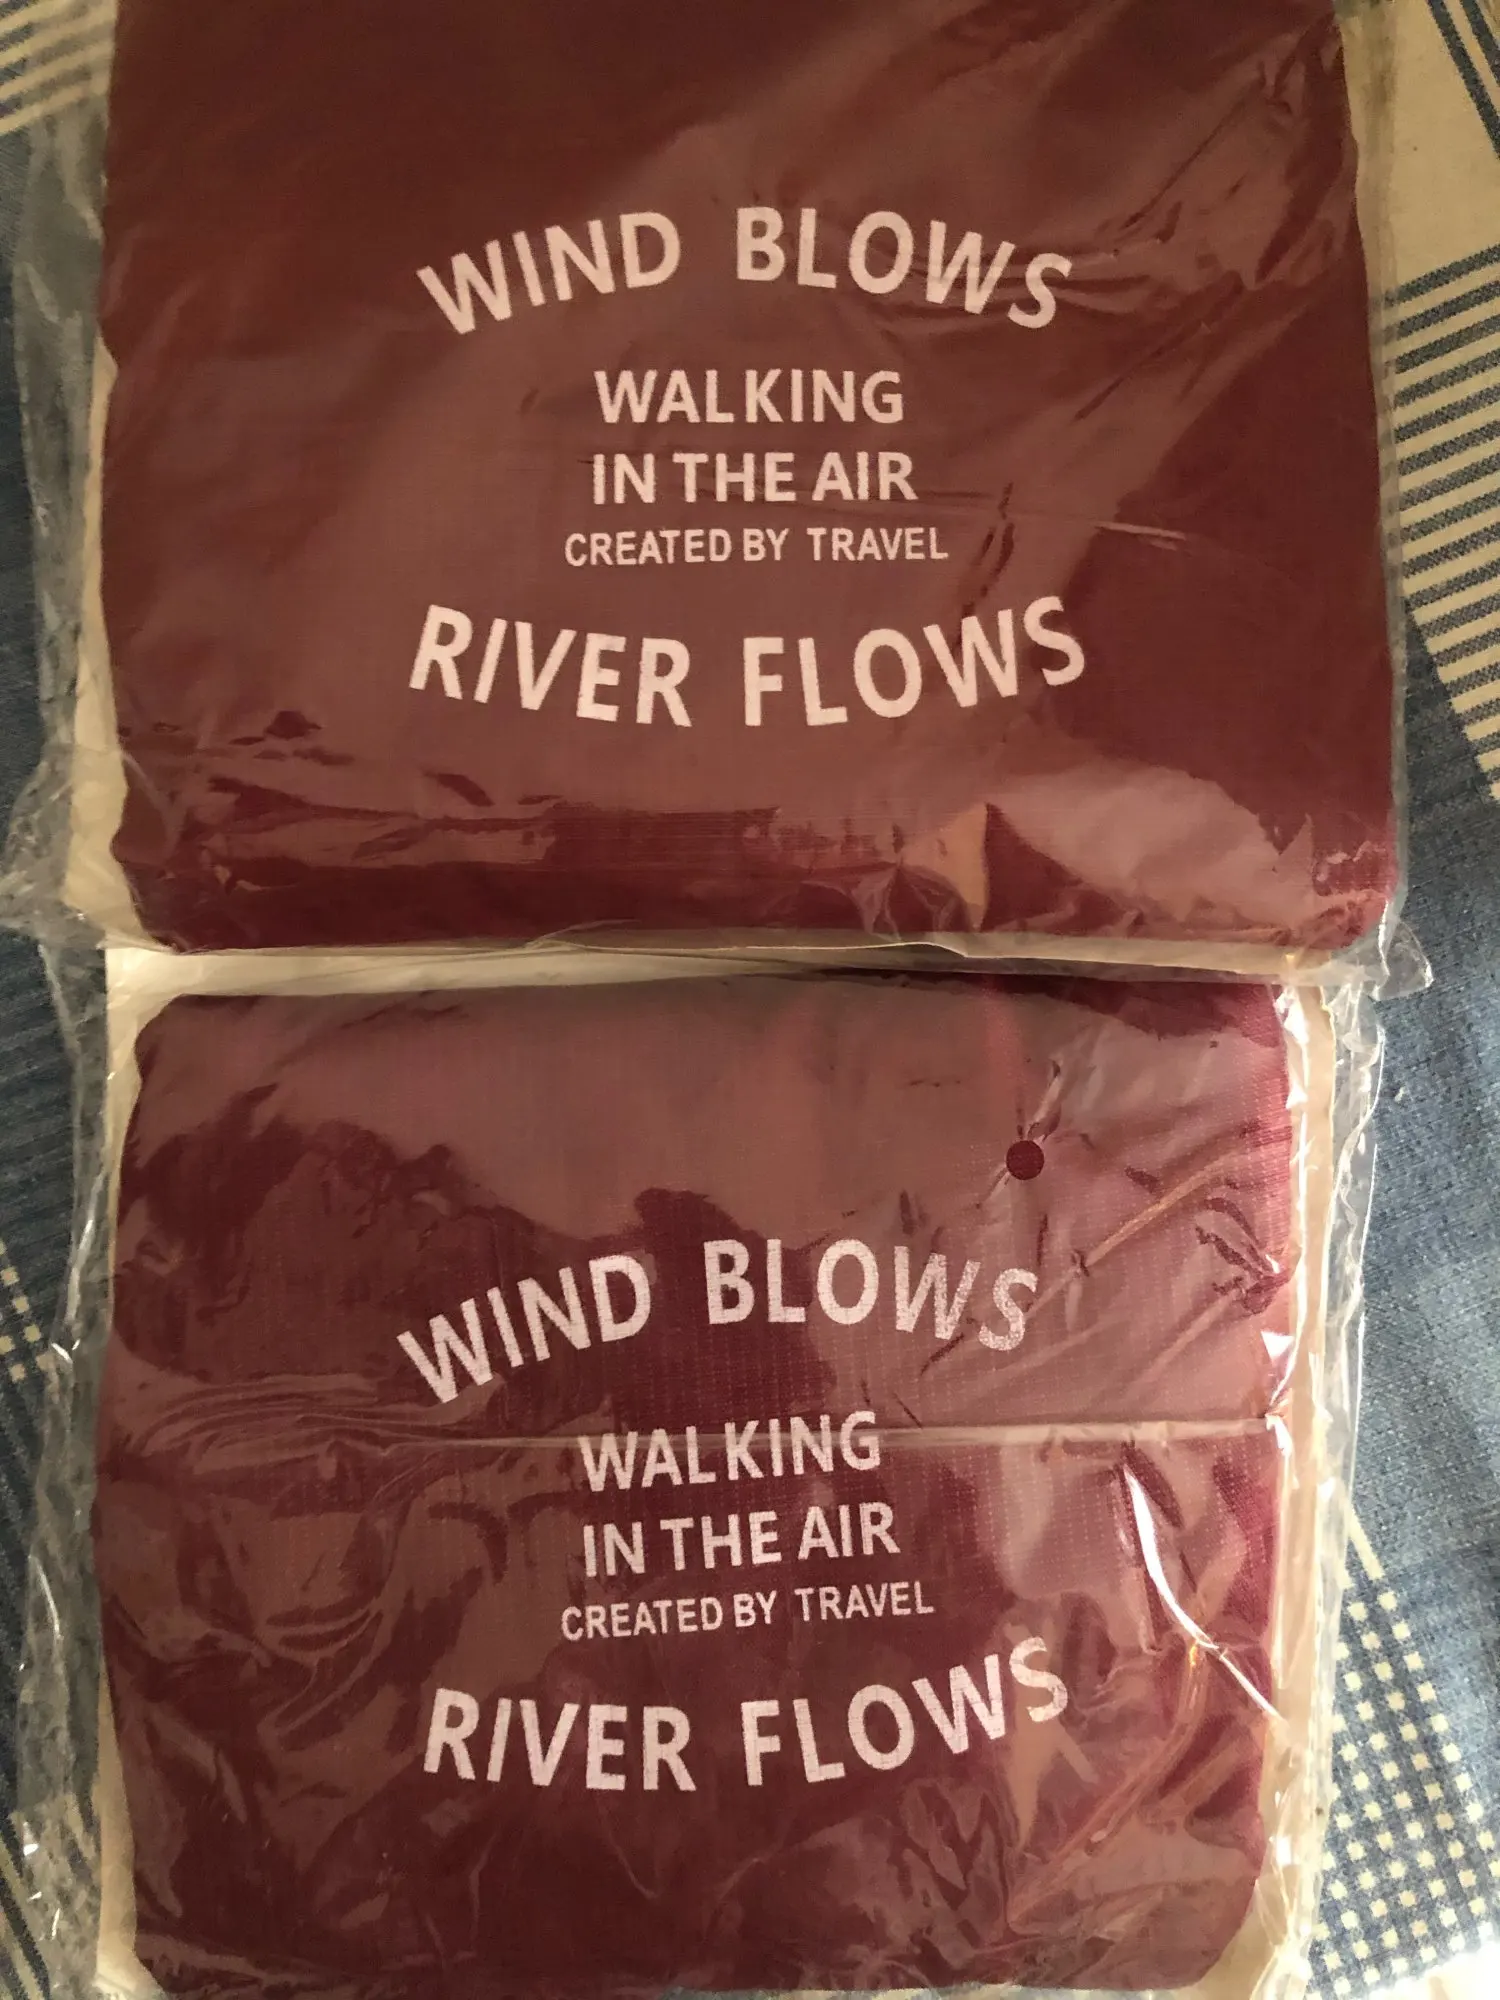 WIND BLOWS
WALKING
IN THE AIR
CREATED BY TRAVEL
RIVER FLOWS
WIND BLOWS
WALKING
IN THE AIR
CREATED BY TRAVEL
RIVER FLOWS